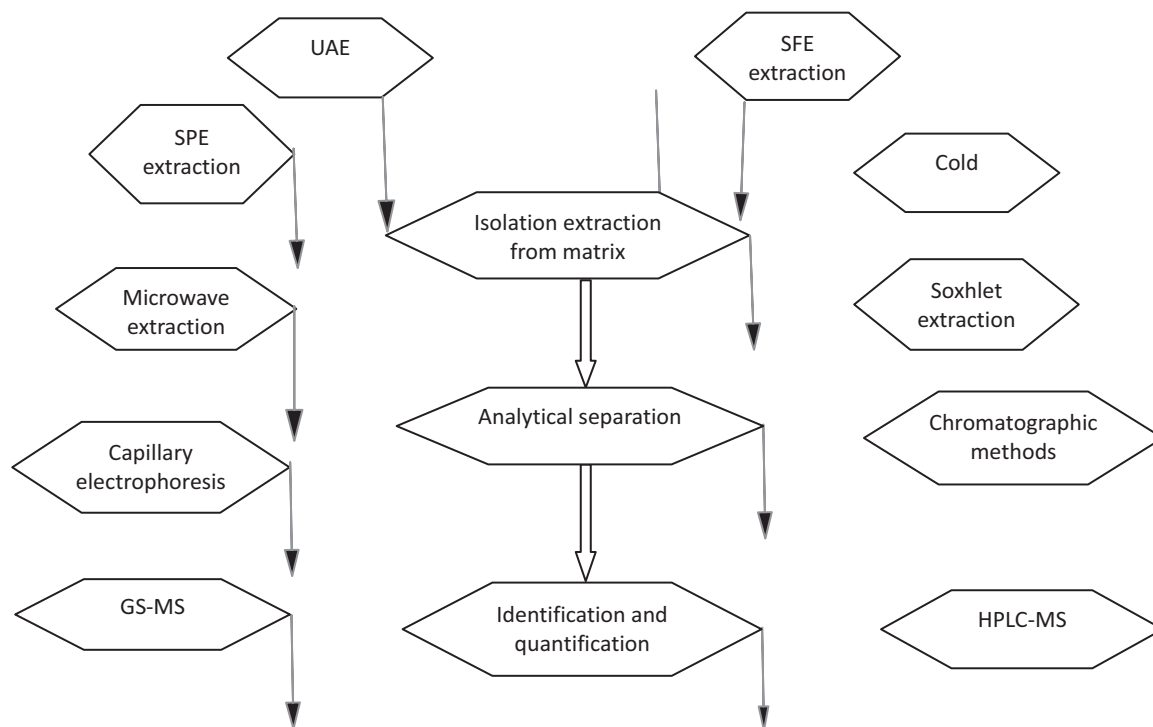 UAE
SFE
extraction
SPE
extraction
Cold
Isolation extraction
from matrix
Microwave
extraction
Soxhlet
extraction
Analytical separation
Chromatographic
methods
Capillary
electrophoresis
GS-MS
Identification and
quantification
HPLC-MS